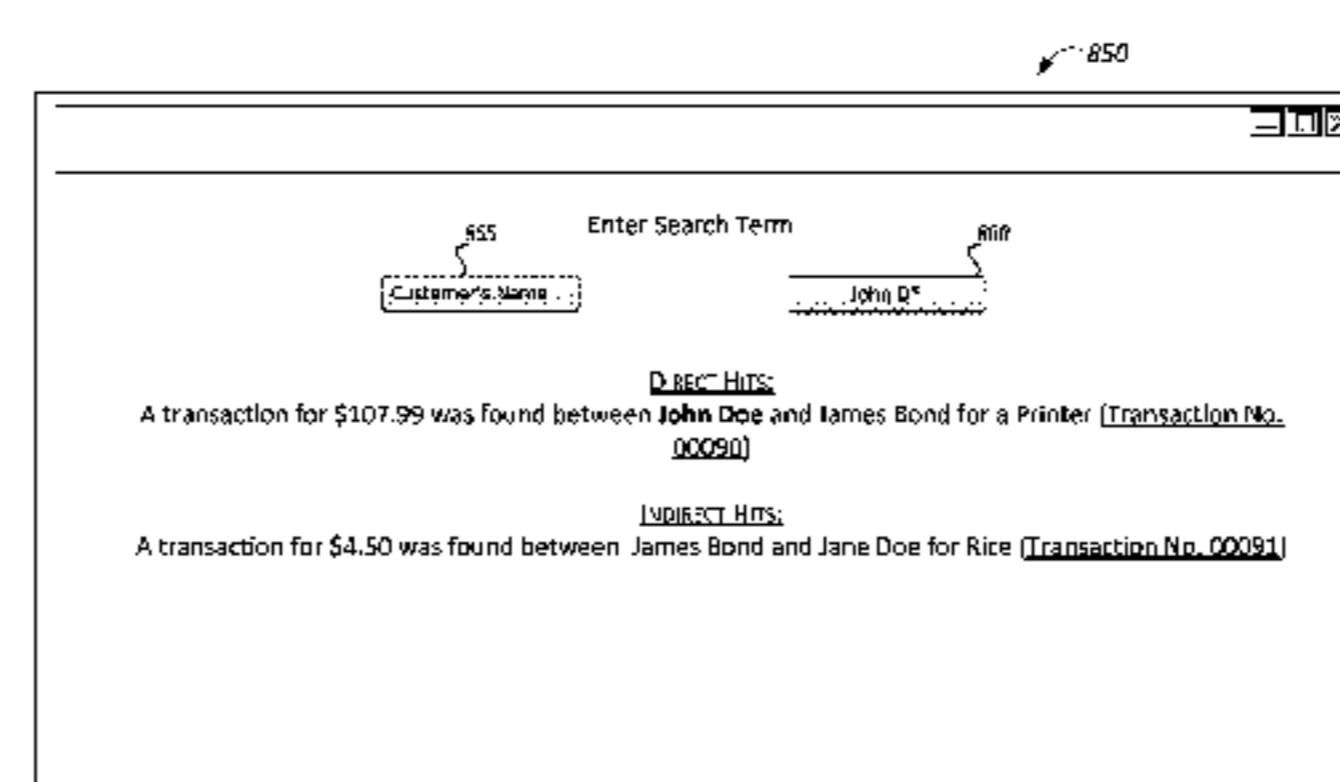 850
Enter Search Term
855
860
Customer's Name
John D*
DIRECT HITS:
A transaction for $107.99 was found between John Doe and James Bond for a Printer (Transaction No.
00090)
INDIRECT HITS:
A transaction for $4.50 was found between James Bond and Jane Doe for Rice (Transaction No. 00091)